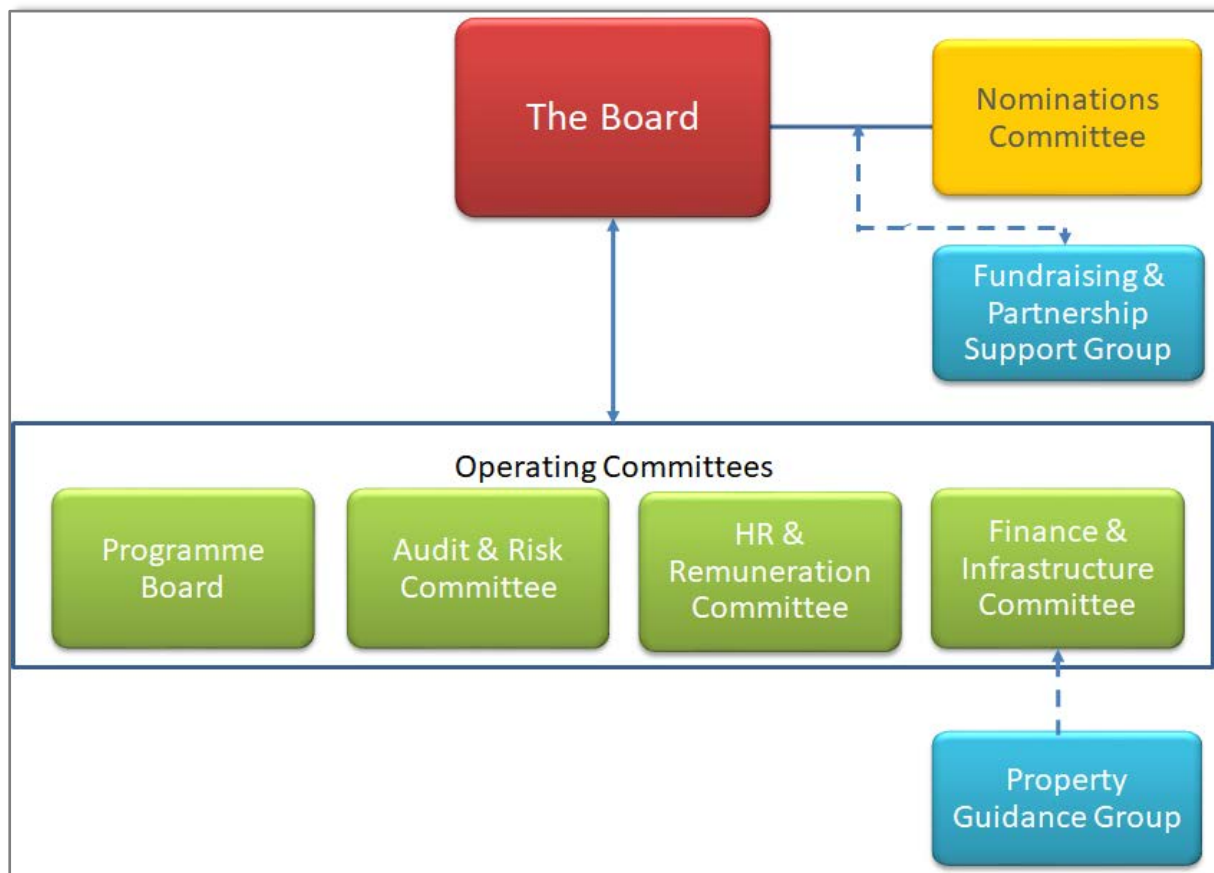 The Board
Nominations
Committee
Fundraising &
Partnership
Support Group
Operating Committees
Programme
Board
Audit & Risk
Committee
HR &
Remuneration
Committee
Finance &
Infrastructure
Committee
Property
Guidance Group